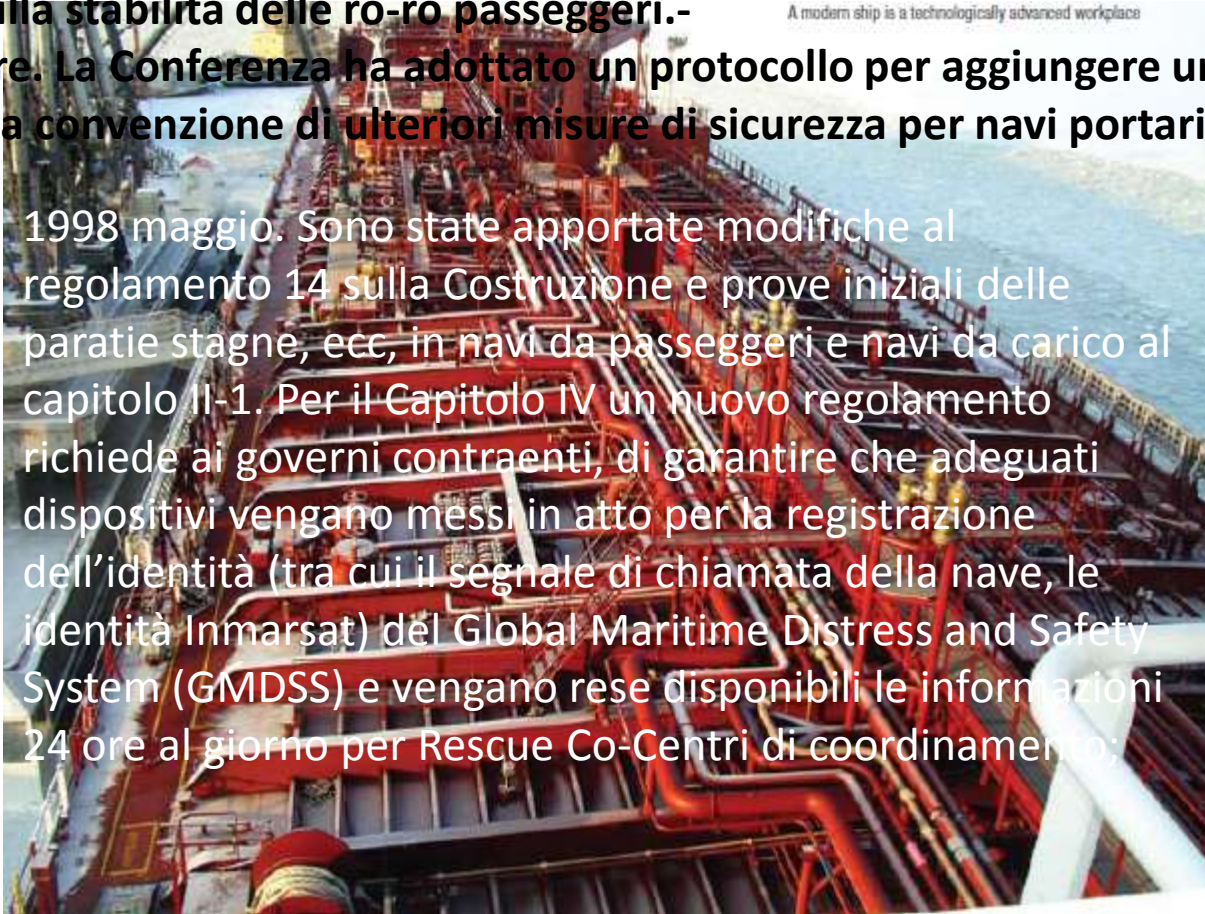 ulla stabilità delle ro-ro passeggeri.-
A modern ship is a technologically advanced workplace
re. La Conferenza ha adottato un protocollo per aggiungere un
a convenzione di ulteriori misure di sicurezza per navi portari
1998 maggio. Sono state apportate modifiche al
regolamento 14 sulla Costruzione e prove iniziali delle
paratie stagne, ecc, in navi da passeggeri e navi da carico al
capitolo II-1. Per il Capitolo IV un nuovo regolamento
richiede ai governi contraenti, di garantire che adeguati
dispositivi vengano messi in atto per la registrazione
dell’identità (tra cui il segnale di chiamata della nave, le
identità Inmarsat) del Global Maritime Distress and Safety
System (GMDSS) e vengano rese disponibili le informazioni
24 ore al giorno per Rescue Co-Centri di coordinamento;